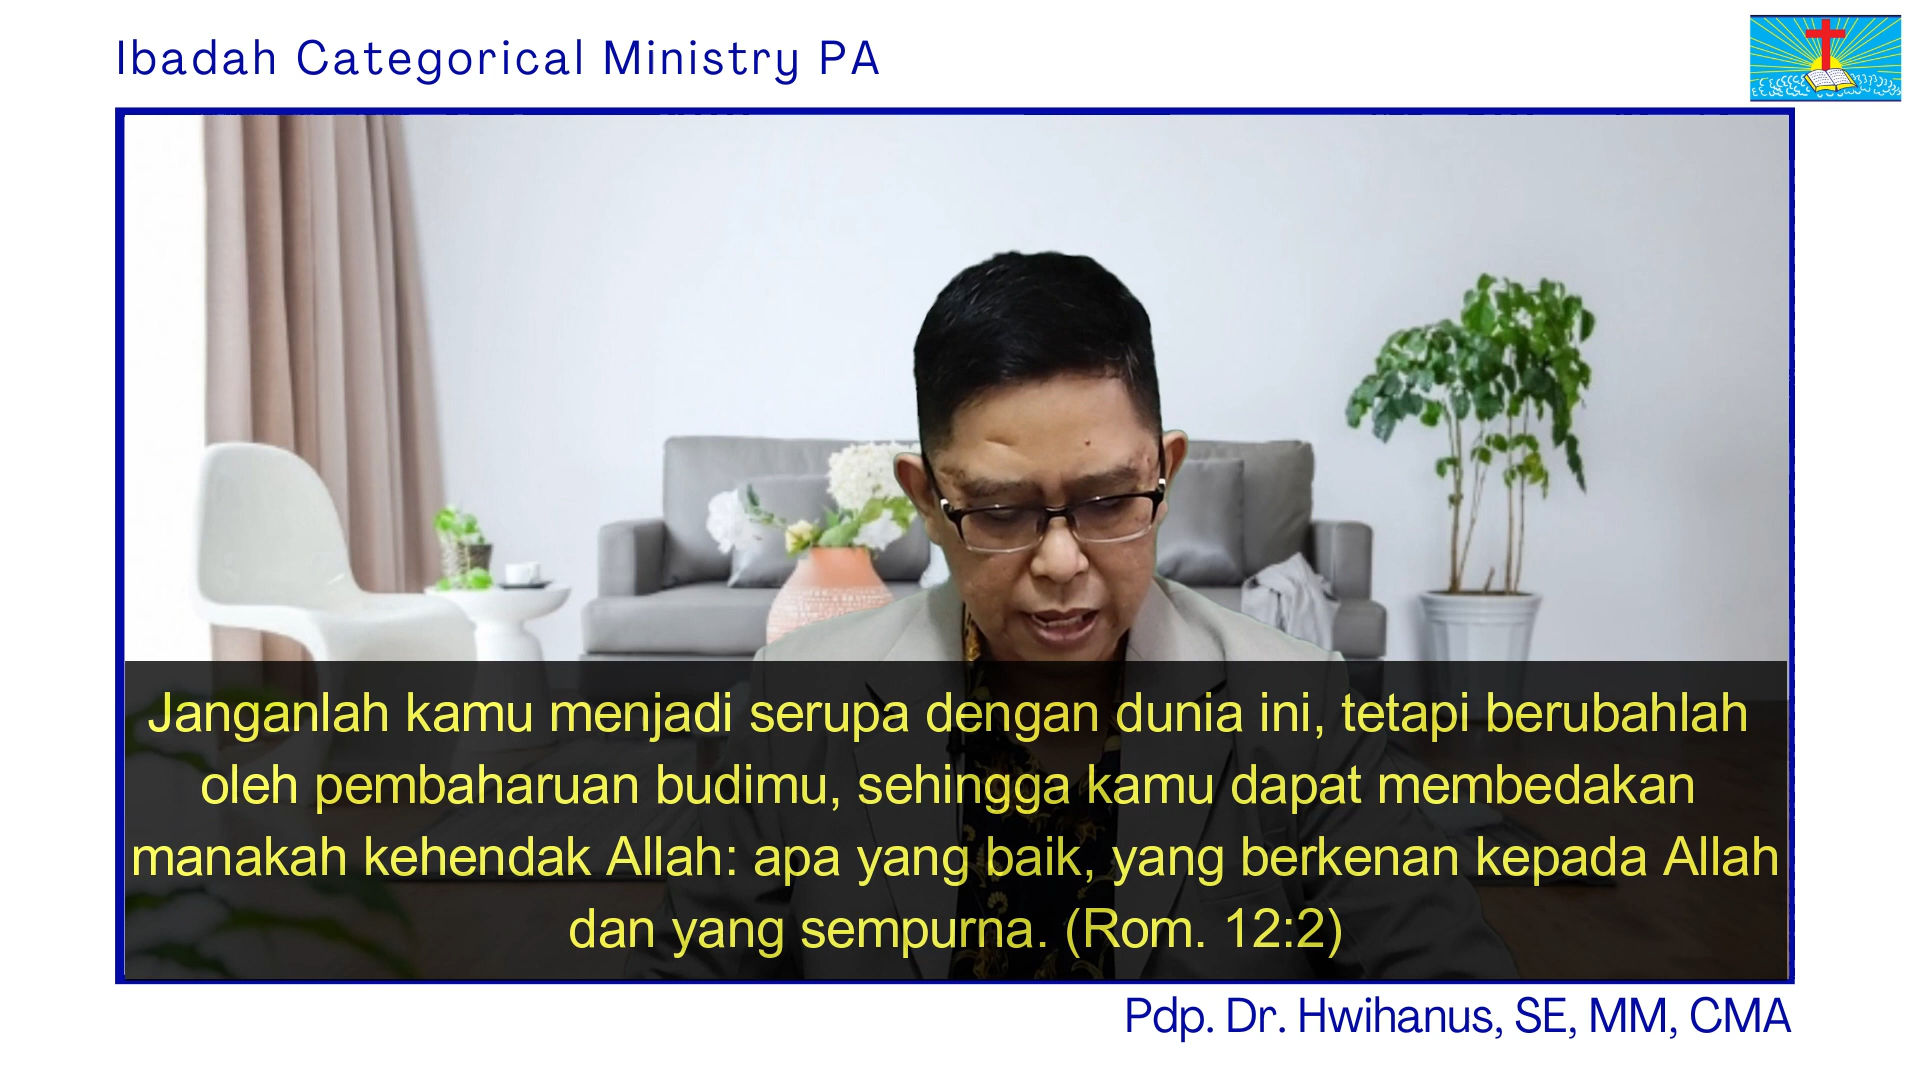 Ibadah Categorical Ministry PA
Janganlah kamu menjadi serupa dengan dunia ini, tetapi berubahlah
oleh pembaharuan budimu, sehingga kamu dapat membedakan
manakah kehendak Allah: apa yang baik, yang berkenan kepada Allah
dan yang sempurna. (Rom. 12:2)
Pdp. Dr. Hwihanus, SE, MM, CMA